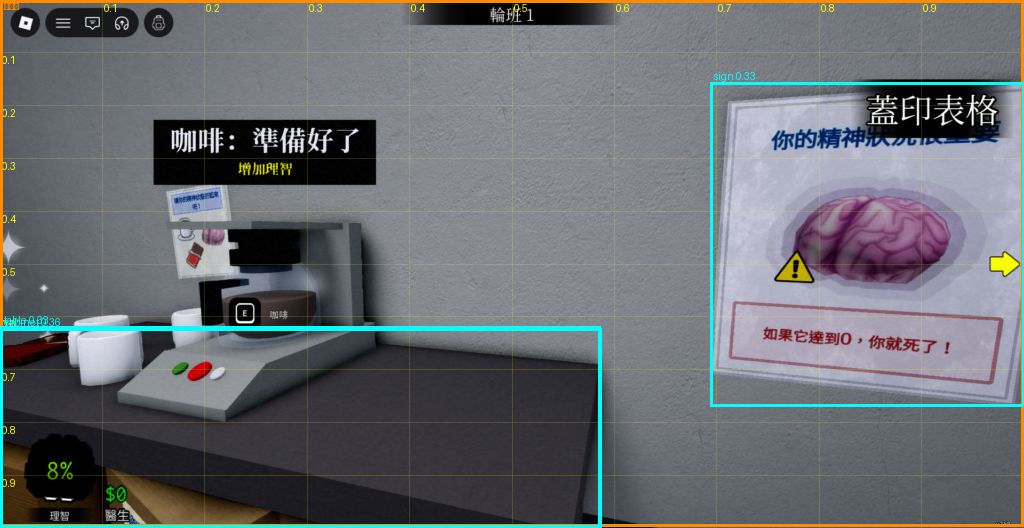 輪班 1
蓋印表格
你的精神狀況很重要
咖啡: 準備好了
增加理智
E
咖啡
如果它達到0，你就死了！
8%
理智
$0
醫生